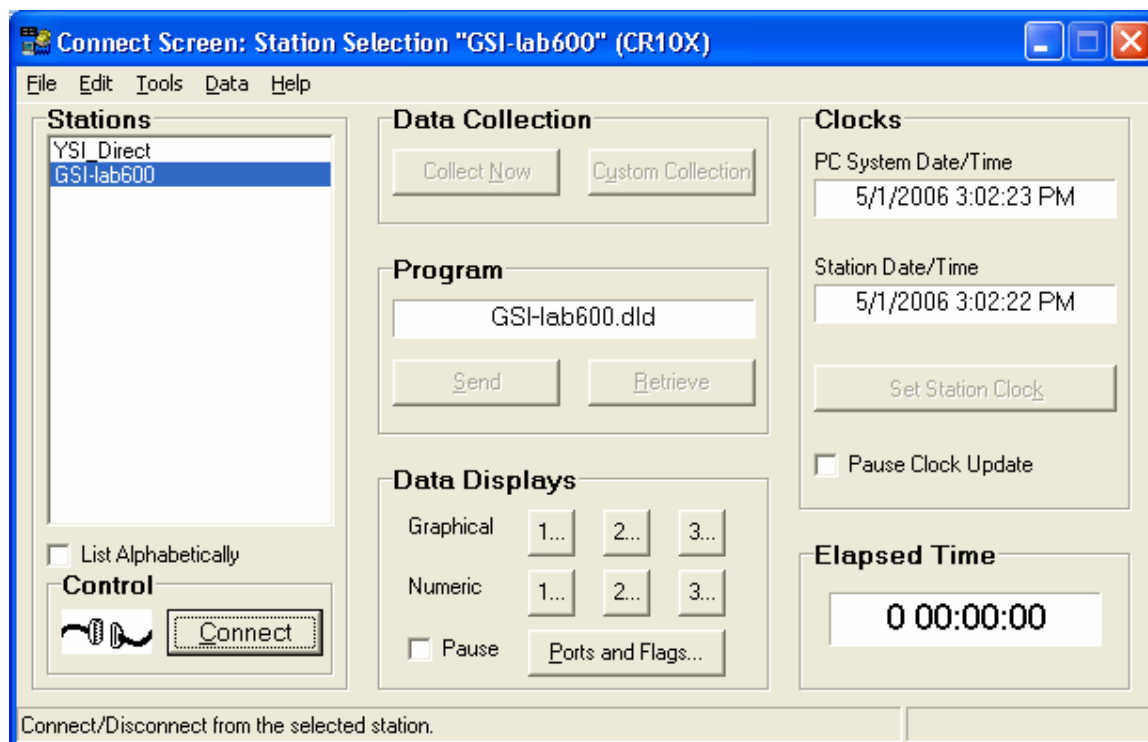 Connect Screen: Station Selection "GSI-lab600" (CR10X)
File Edit Tools Data Help
Stations
YSI_Direct
GSI-lab600
List Alphabetically
Control
Connect
Data Collection
Collect Now Custom Collection
Program
GSI-lab600.dld
Send Retrieve
Data Displays
Graphical 1... 2... 3...
Numeric 1... 2... 3...
Pause Ports and Flags...
Clocks
PC System Date/Time
5/1/2006 3:02:23 PM
Station Date/Time
5/1/2006 3:02:22 PM
Set Station Clock
Pause Clock Update
Elapsed Time
0 00:00:00
Connect/Disconnect from the selected station.